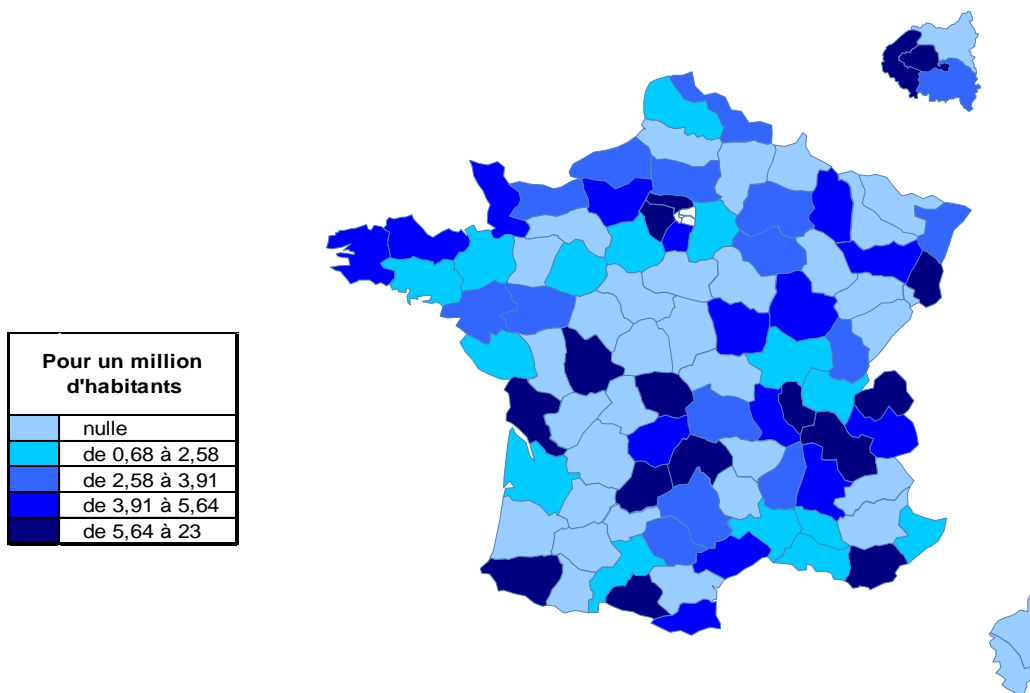 Pour un million
d'habitants
nulle
de 0,68 à 2,58
de 2,58 à 3,91
de 3,91 à 5,64
de 5,64 à 23